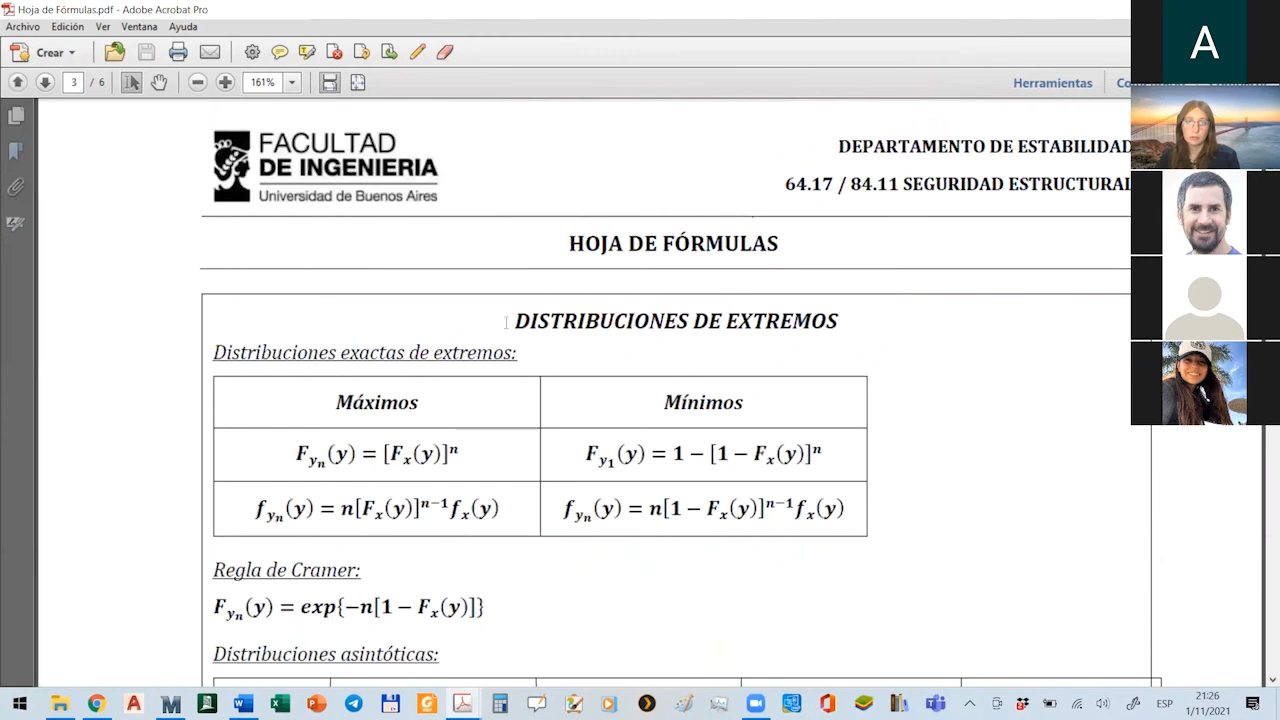 Hoja de Fórmulas.pdf - Adobe Acrobat Pro
Archivo Edición Ver Ventana Ayuda
Crear
3 / 6 161% Herramientas
FACULTAD
DE INGENIERIA
Universidad de Buenos Aires
DEPARTAMENTO DE ESTABILIDAD
64.17 / 84.11 SEGURIDAD ESTRUCTURAL
HOJA DE FÓRMULAS
DISTRIBUCIONES DE EXTREMOS
Distribuciones exactas de extremos:
Máximos Mínimos
F_{y_n}(y) = [F_x(y)]^n F_{y_1}(y) = 1 − [1 − F_x(y)]^n
f_{y_n}(y) = n[F_x(y)]^{n−1} f_x(y) f_{y_n}(y) = n[1 − F_x(y)]^{n−1} f_x(y)
Regla de Cramer:
F_{y_n}(y) = exp{−n[1 − F_x(y)]}
Distribuciones asintóticas:
A
ESP
21:26
1/11/2021